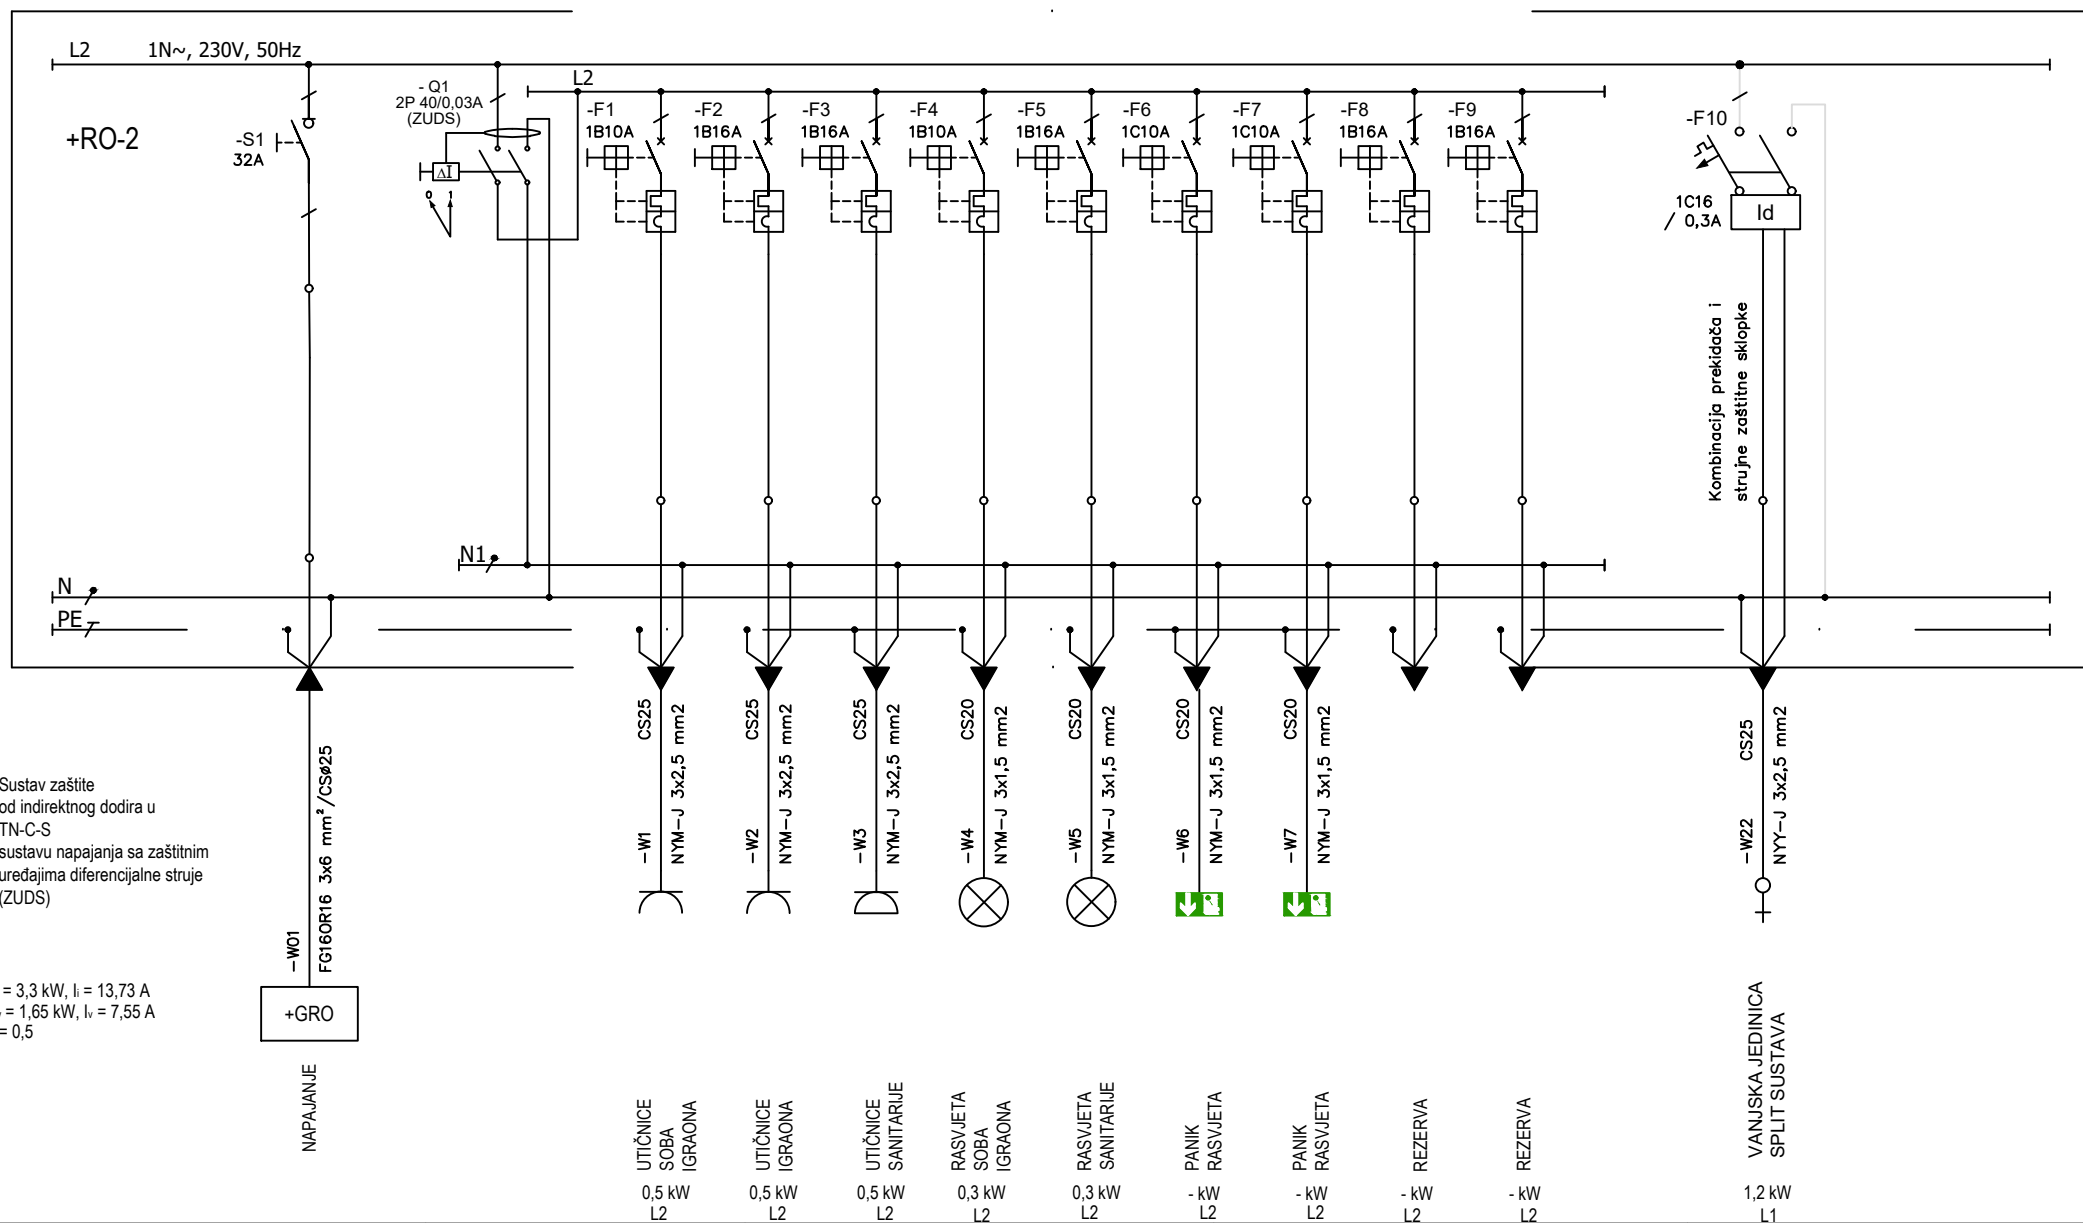 L2 1N~, 230V, 50Hz
+RO-2
-S1
32A
- Q1
2P 40/0,03A
(ZUDS)
ΔI
0 1
L2
-F1
1B10A
-F2
1B16A
-F3
1B16A
-F4
1B10A
-F5
1B16A
-F6
1C10A
-F7
1C10A
-F8
1B16A
-F9
1B16A
-F10
1C16
/ 0,3A
Id
Kombinacija prekidača i
strujne zaštitne sklopke
N1
N
PE
Sustav zaštite
od indirektnog dodira u
TN-C-S
sustavu napajanja sa zaštitnim
uređajima diferencijalne struje
(ZUDS)
= 3,3 kW, Ii = 13,73 A
= 1,65 kW, Iv = 7,55 A
= 0,5
-W01
FG16OR16 3x6 mm²/CSø25
+GRO
NAPAJANJE
-W1 CS25
NYM-J 3x2,5 mm2
-W2 CS25
NYM-J 3x2,5 mm2
-W3 CS25
NYM-J 3x2,5 mm2
-W4 CS20
NYM-J 3x1,5 mm2
-W5 CS20
NYM-J 3x1,5 mm2
-W6 CS20
NYM-J 3x1,5 mm2
-W7 CS20
NYM-J 3x1,5 mm2
-W22 CS25
NYY-J 3x2,5 mm2
UTIČNICE
SOBA
IGRAONA
0,5 kW
L2
UTIČNICE
IGRAONA
0,5 kW
L2
UTIČNICE
SANITARIJE
0,5 kW
L2
RASVJETA
SOBA
IGRAONA
0,3 kW
L2
RASVJETA
SANITARIJE
0,3 kW
L2
PANIK
RASVJETA
- kW
L2
PANIK
RASVJETA
- kW
L2
REZERVA
- kW
L2
REZERVA
- kW
L2
VANJSKA JEDINICA
SPLIT SUSTAVA
1,2 kW
L1